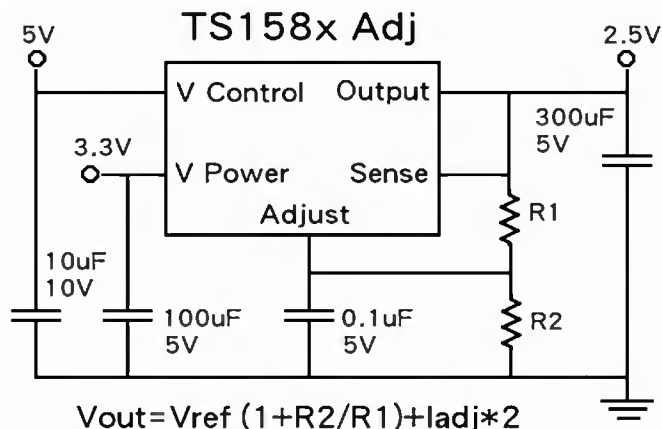 TS158x Adj
5V
2.5V
V Control
Output
300uF
5V
3.3V
V Power
Sense
Adjust
R1
10uF
10V
100uF
5V
0.1uF
5V
R2
Vout=Vref (1+R2/R1)+Iadj*2